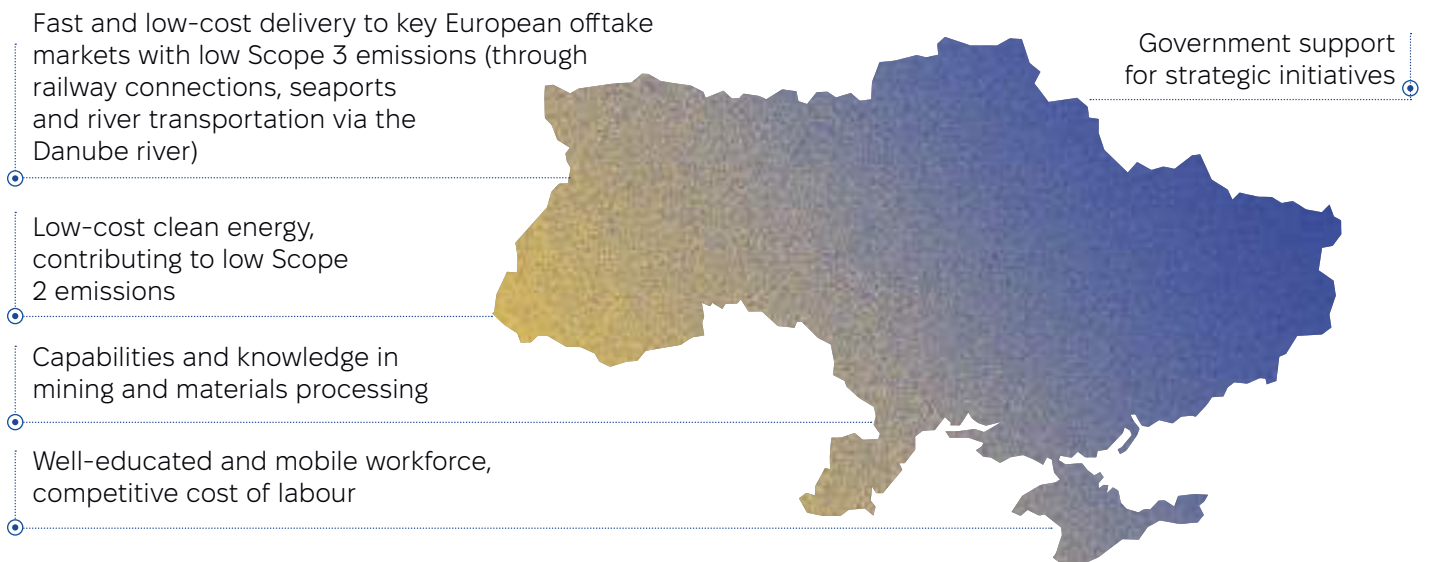 Fast and low-cost delivery to key European offtake
markets with low Scope 3 emissions (through
railway connections, seaports
and river transportation via the
Danube river)
Low-cost clean energy,
contributing to low Scope
2 emissions
Capabilities and knowledge in
mining and materials processing
Well-educated and mobile workforce,
competitive cost of labour
Government support
for strategic initiatives